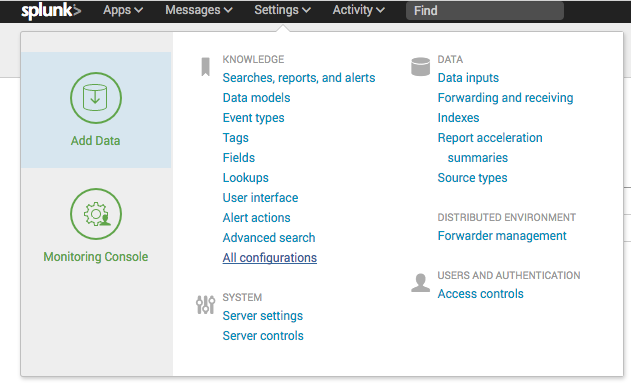 splunk> Apps Messages Settings Activity Find
Add Data
Monitoring Console
KNOWLEDGE
Searches, reports, and alerts
Data models
Event types
Tags
Fields
Lookups
User interface
Alert actions
Advanced search
All configurations
SYSTEM
Server settings
Server controls
DATA
Data inputs
Forwarding and receiving
Indexes
Report acceleration
summaries
Source types
DISTRIBUTED ENVIRONMENT
Forwarder management
USERS AND AUTHENTICATION
Access controls